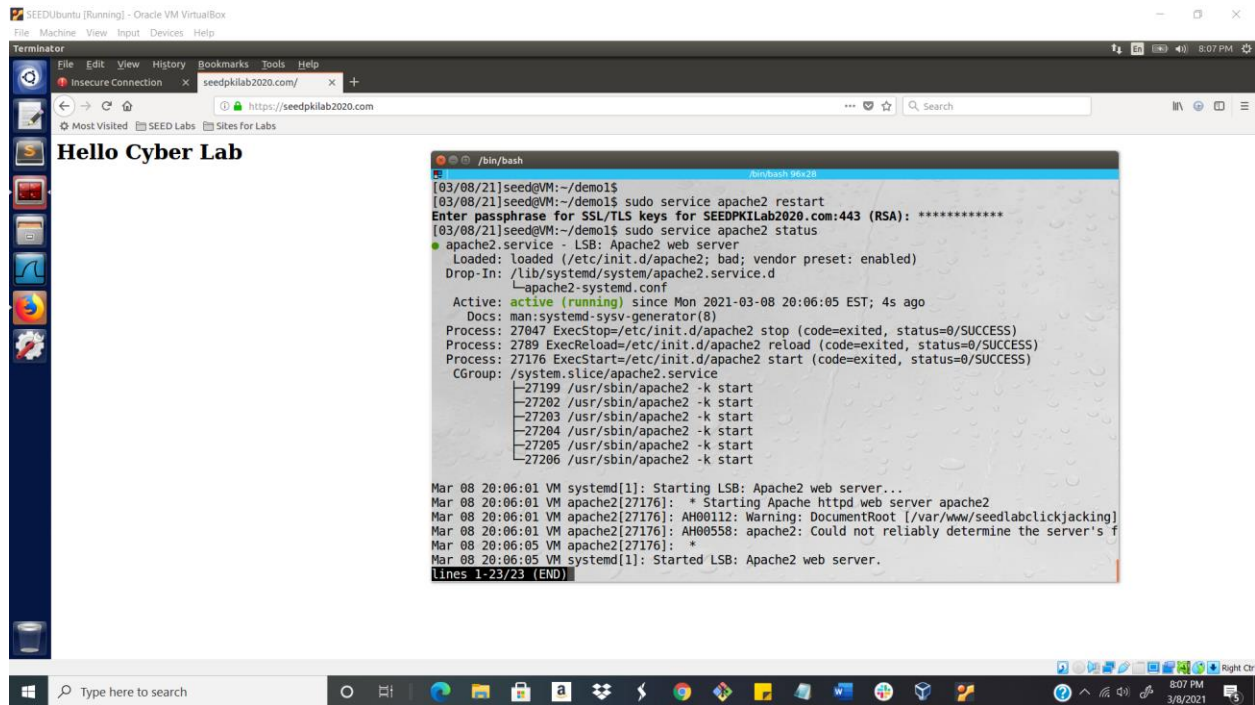 SEEDUbuntu [Running] - Oracle VM VirtualBox
File Machine View Input Devices Help
Terminator
En
8:07 PM
File Edit View History Bookmarks Tools Help
Insecure Connection
seedpkilab2020.com/
https://seedpkilab2020.com
Search
Most Visited SEED Labs Sites for Labs
Hello Cyber Lab
/bin/bash
/bin/bash 96x28
[03/08/21]seed@VM:~/demo1$
[03/08/21]seed@VM:~/demo1$ sudo service apache2 restart
Enter passphrase for SSL/TLS keys for SEEDPKILab2020.com:443 (RSA): ************
[03/08/21]seed@VM:~/demo1$ sudo service apache2 status
● apache2.service - LSB: Apache2 web server
Loaded: loaded (/etc/init.d/apache2; bad; vendor preset: enabled)
Drop-In: /lib/systemd/system/apache2.service.d
└─apache2-systemd.conf
Active: active (running) since Mon 2021-03-08 20:06:05 EST; 4s ago
Docs: man:systemd-sysv-generator(8)
Process: 27047 ExecStop=/etc/init.d/apache2 stop (code=exited, status=0/SUCCESS)
Process: 2789 ExecReload=/etc/init.d/apache2 reload (code=exited, status=0/SUCCESS)
Process: 27176 ExecStart=/etc/init.d/apache2 start (code=exited, status=0/SUCCESS)
CGroup: /system.slice/apache2.service
├─27199 /usr/sbin/apache2 -k start
├─27202 /usr/sbin/apache2 -k start
├─27203 /usr/sbin/apache2 -k start
├─27204 /usr/sbin/apache2 -k start
├─27205 /usr/sbin/apache2 -k start
└─27206 /usr/sbin/apache2 -k start
Mar 08 20:06:01 VM systemd[1]: Starting LSB: Apache2 web server...
Mar 08 20:06:01 VM apache2[27176]: * Starting Apache httpd web server apache2
Mar 08 20:06:01 VM apache2[27176]: AH00112: Warning: DocumentRoot [/var/www/seedlabclickjacking]
Mar 08 20:06:01 VM apache2[27176]: AH00558: apache2: Could not reliably determine the server's f
Mar 08 20:06:05 VM apache2[27176]: *
Mar 08 20:06:05 VM systemd[1]: Started LSB: Apache2 web server.
lines 1-23/23 (END)
Right Ctrl
Type here to search
8:07 PM
3/8/2021